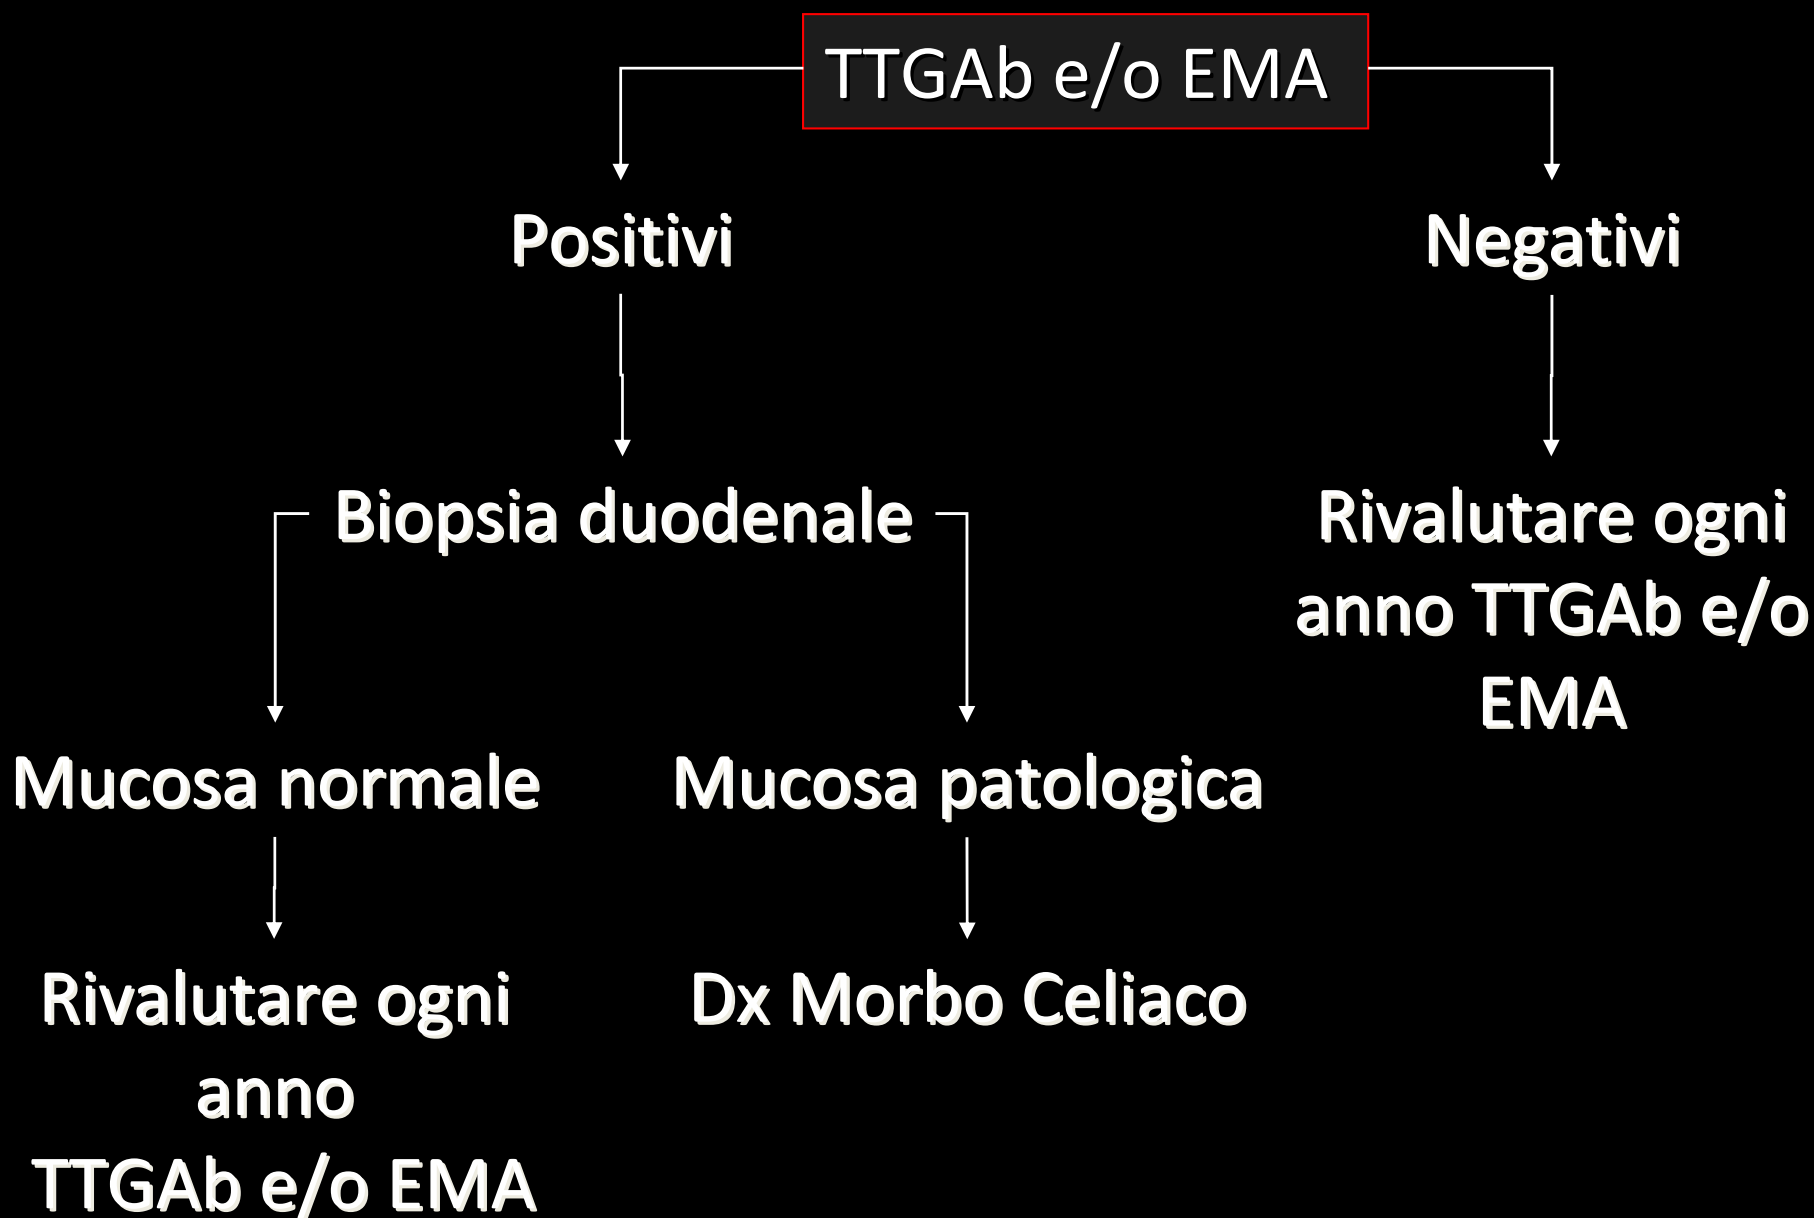 TTGAb e/o EMA
Positivi
Negativi
Biopsia duodenale
Rivalutare ogni
anno TTGAb e/o
EMA
Mucosa normale
Mucosa patologica
Rivalutare ogni
anno
TTGAb e/o EMA
Dx Morbo Celiaco